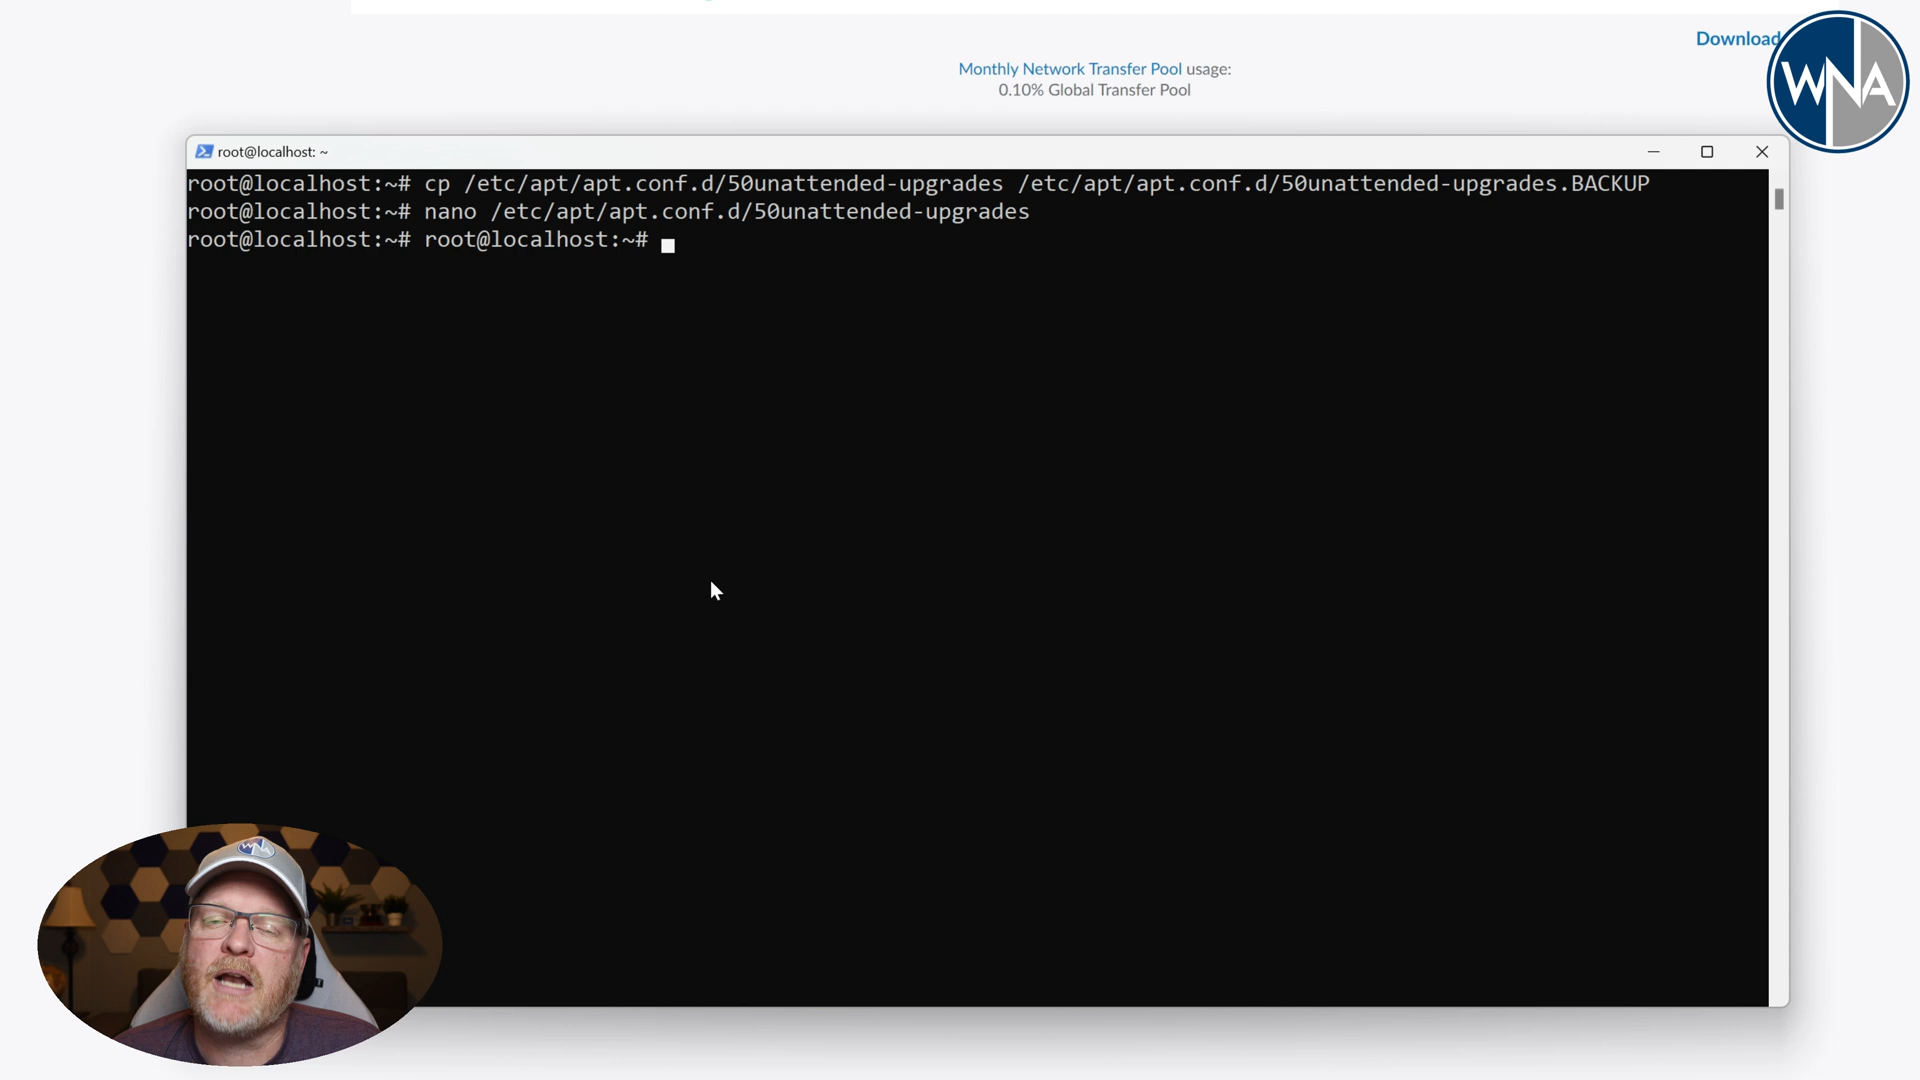 Download
WNA
Monthly Network Transfer Pool usage:
0.10% Global Transfer Pool
root@localhost: ~
root@localhost:~# cp /etc/apt/apt.conf.d/50unattended-upgrades /etc/apt/apt.conf.d/50unattended-upgrades.BACKUP
root@localhost:~# nano /etc/apt/apt.conf.d/50unattended-upgrades
root@localhost:~# root@localhost:~#
WNA